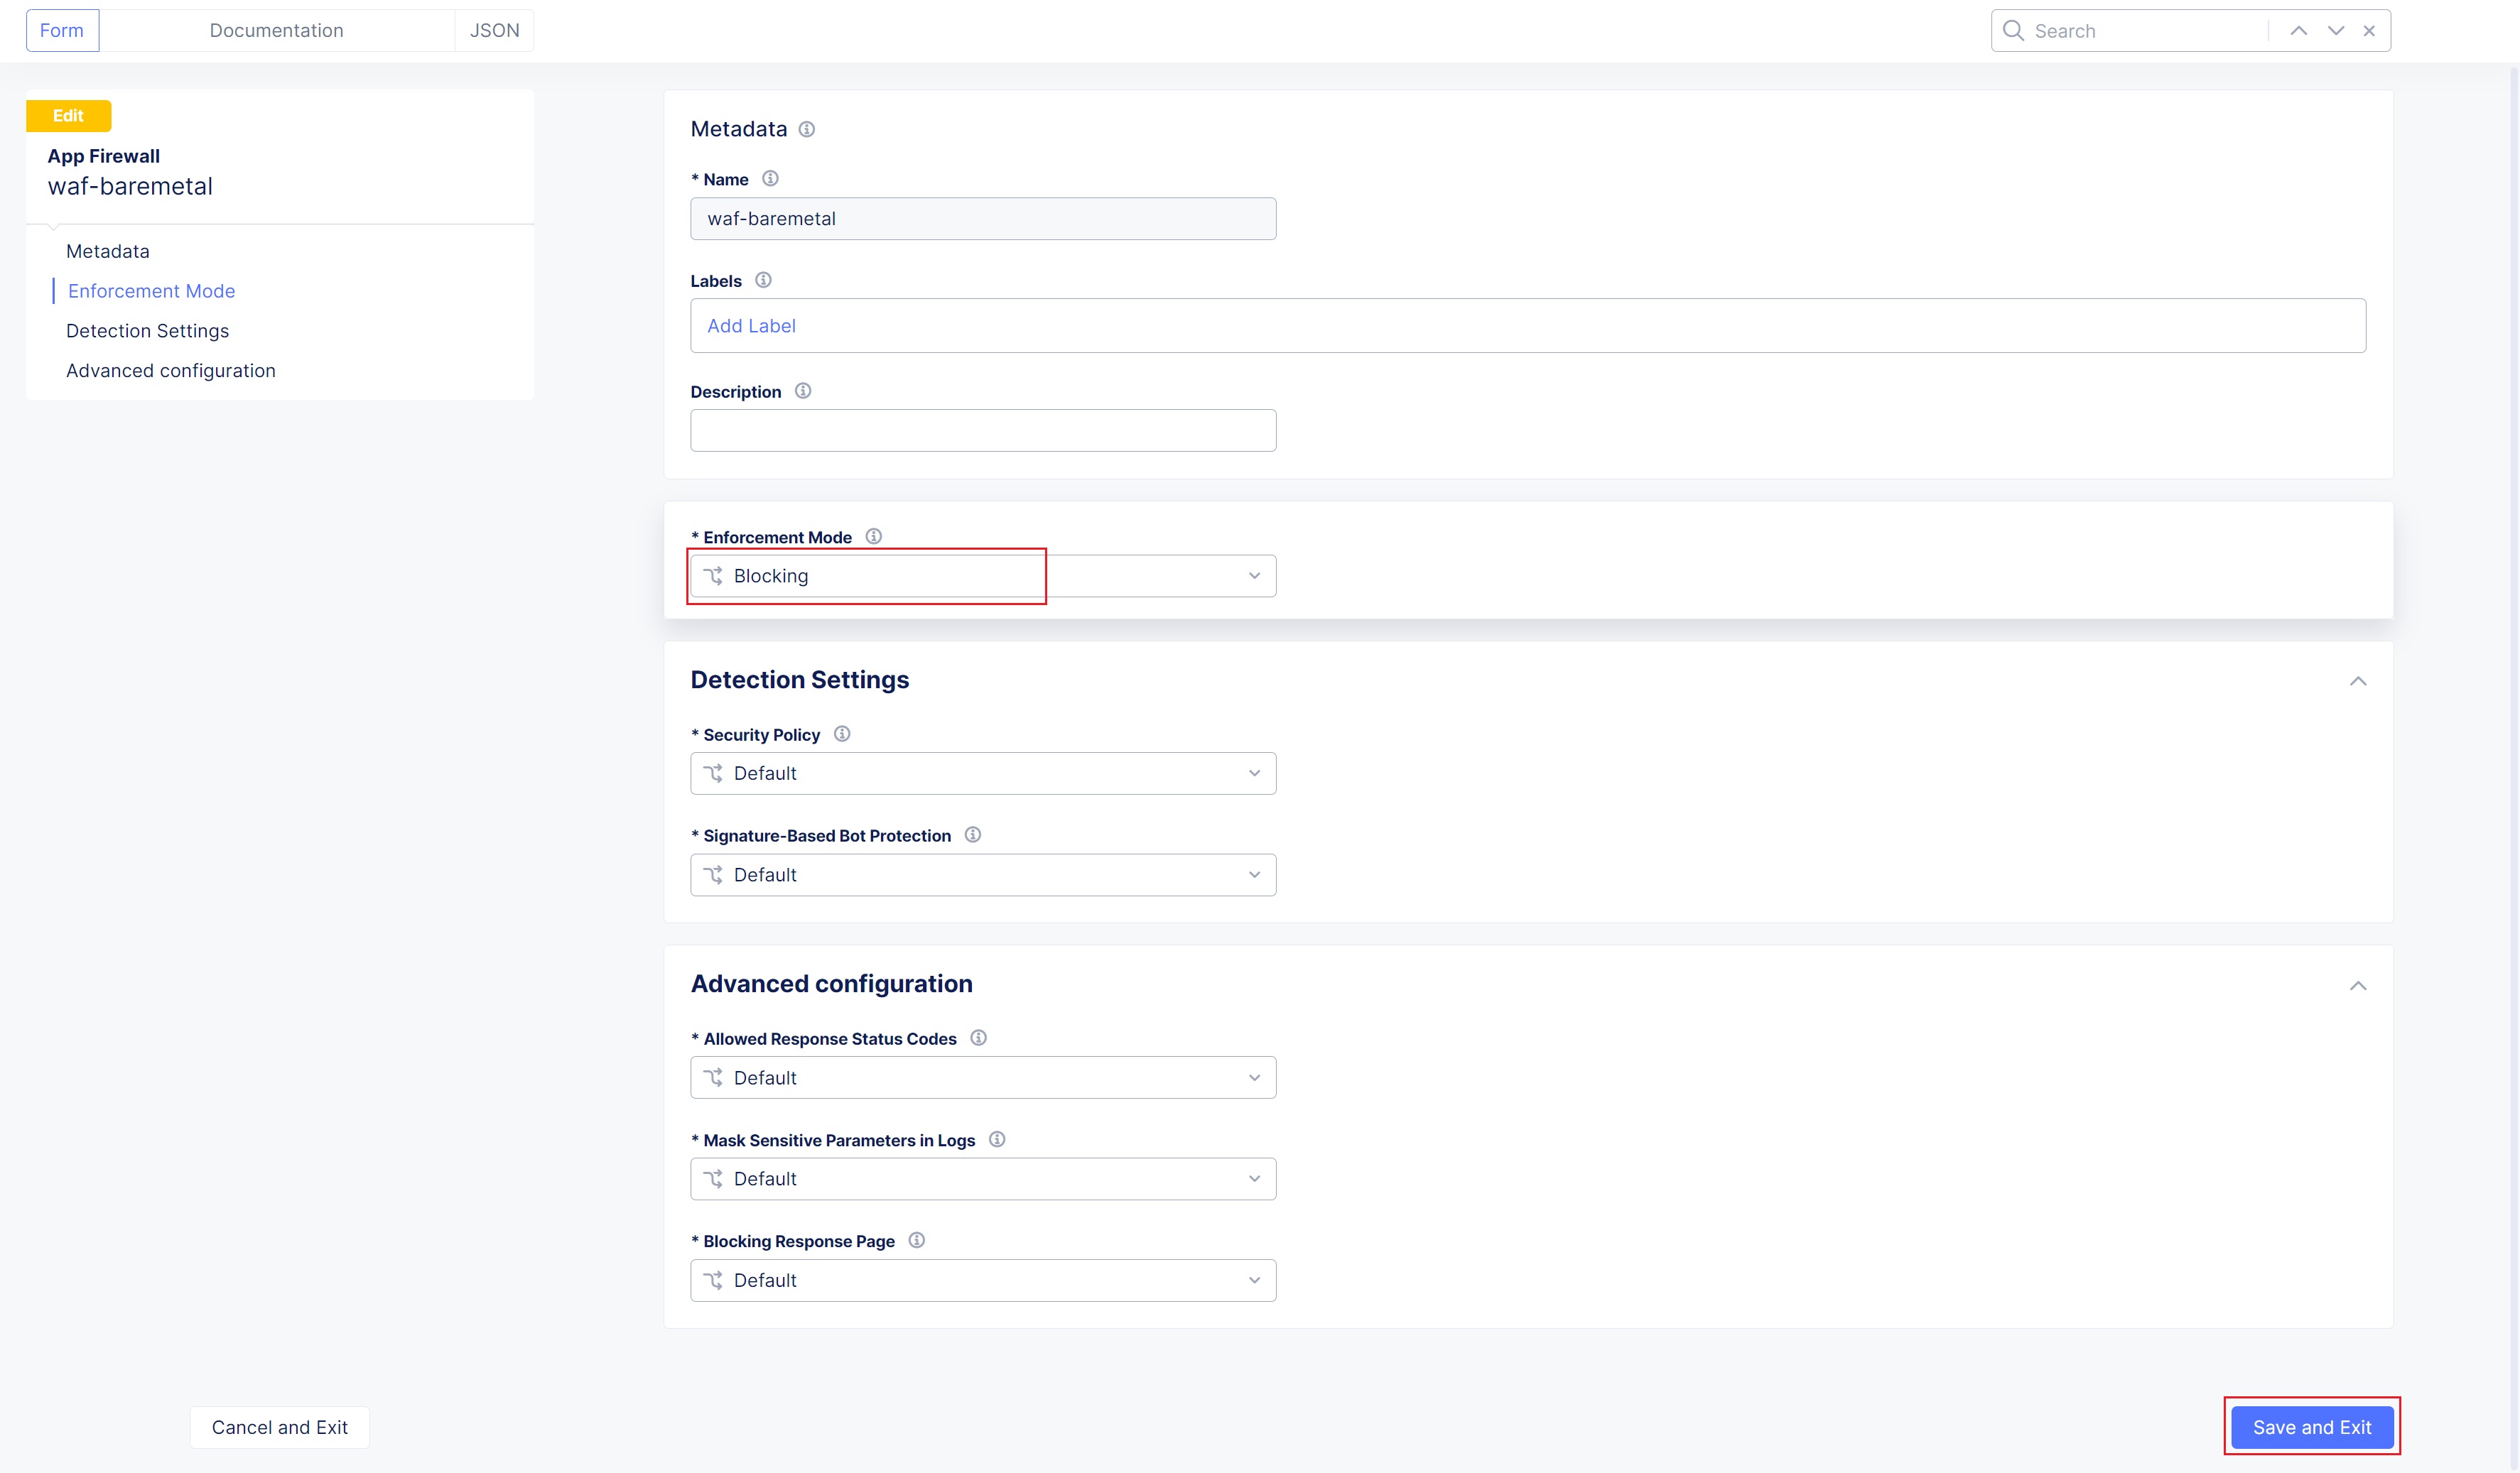 Form
Documentation
JSON
Search
Edit
App Firewall
waf-baremetal
Metadata
Enforcement Mode
Detection Settings
Advanced configuration
Metadata
* Name
waf-baremetal
Labels
Add Label
Description
* Enforcement Mode
Blocking
Detection Settings
* Security Policy
Default
* Signature-Based Bot Protection
Default
Advanced configuration
* Allowed Response Status Codes
Default
* Mask Sensitive Parameters in Logs
Default
* Blocking Response Page
Default
Cancel and Exit
Save and Exit